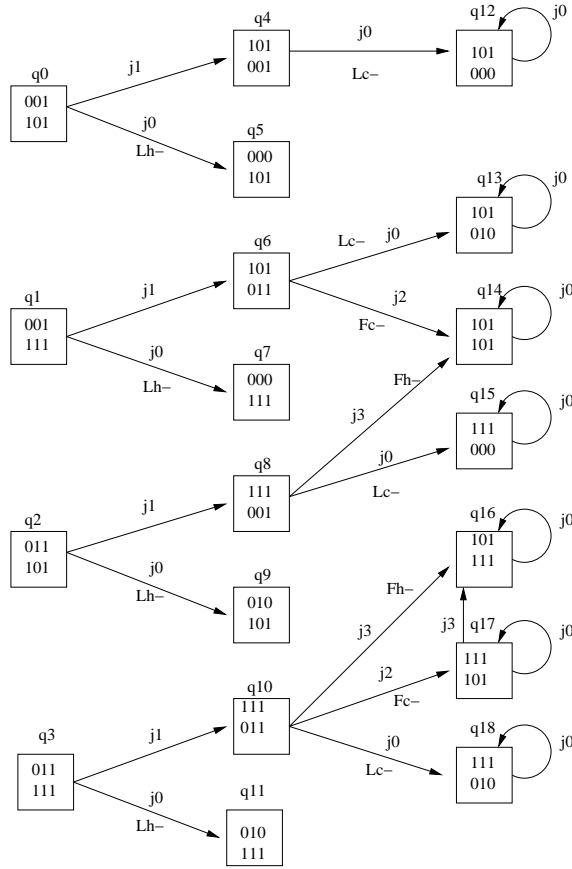 q12
q4
j0
101
001
j0
101
000
Lc–
q0
j1
001
101
j0
Lh–
q5
000
101
q13
j0
101
010
q6
Lc–
j0
101
011
q1
j1
j2
Fc–
q14
j0
101
101
001
111
j0
Lh–
q7
000
111
Fh–
j3
q15
j0
111
000
q8
j0
Lc–
111
001
q2
j1
011
101
j0
Lh–
q9
010
101
q16
j0
101
111
Fh–
j3
j3
q17
j0
111
101
q10
111
011
j2
Fc–
q3
j1
j0
Lc–
q18
j0
111
010
011
111
j0
Lh–
q11
010
111